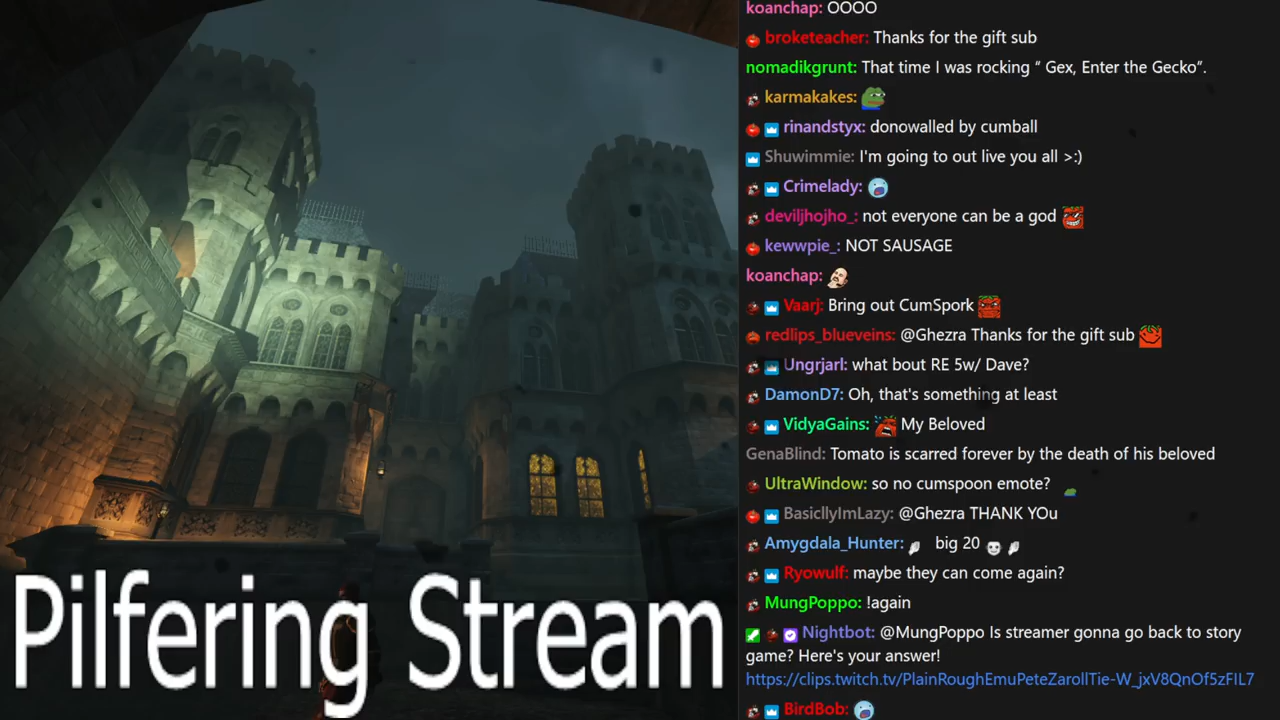 koanchap: OOOO
broketeacher: Thanks for the gift sub
nomadikgrunt: That time I was rocking “ Gex, Enter the Gecko”.
karmakakes:
rinandstyx: donowalled by cumball
Shuwimmie: I'm going to out live you all >:)
Crimelady:
deviljhojho_: not everyone can be a god
kewwpie_: NOT SAUSAGE
koanchap:
Vaarj: Bring out CumSpork
redlips_blueveins: @Ghezra Thanks for the gift sub
Ungrjarl: what bout RE 5w/ Dave?
DamonD7: Oh, that's something at least
VidyaGains: My Beloved
GenaBlind: Tomato is scarred forever by the death of his beloved
UltraWindow: so no cumspoon emote?
BasicllyImLazy: @Ghezra THANK YOu
Amygdala_Hunter: big 20
Ryowulf: maybe they can come again?
MungPoppo: !again
Nightbot: @MungPoppo Is streamer gonna go back to story
game? Here's your answer!
https://clips.twitch.tv/PlainRoughEmuPeteZarollTie-W_jxV8QnOf5zFIL7
BirdBob:
Pilfering Stream